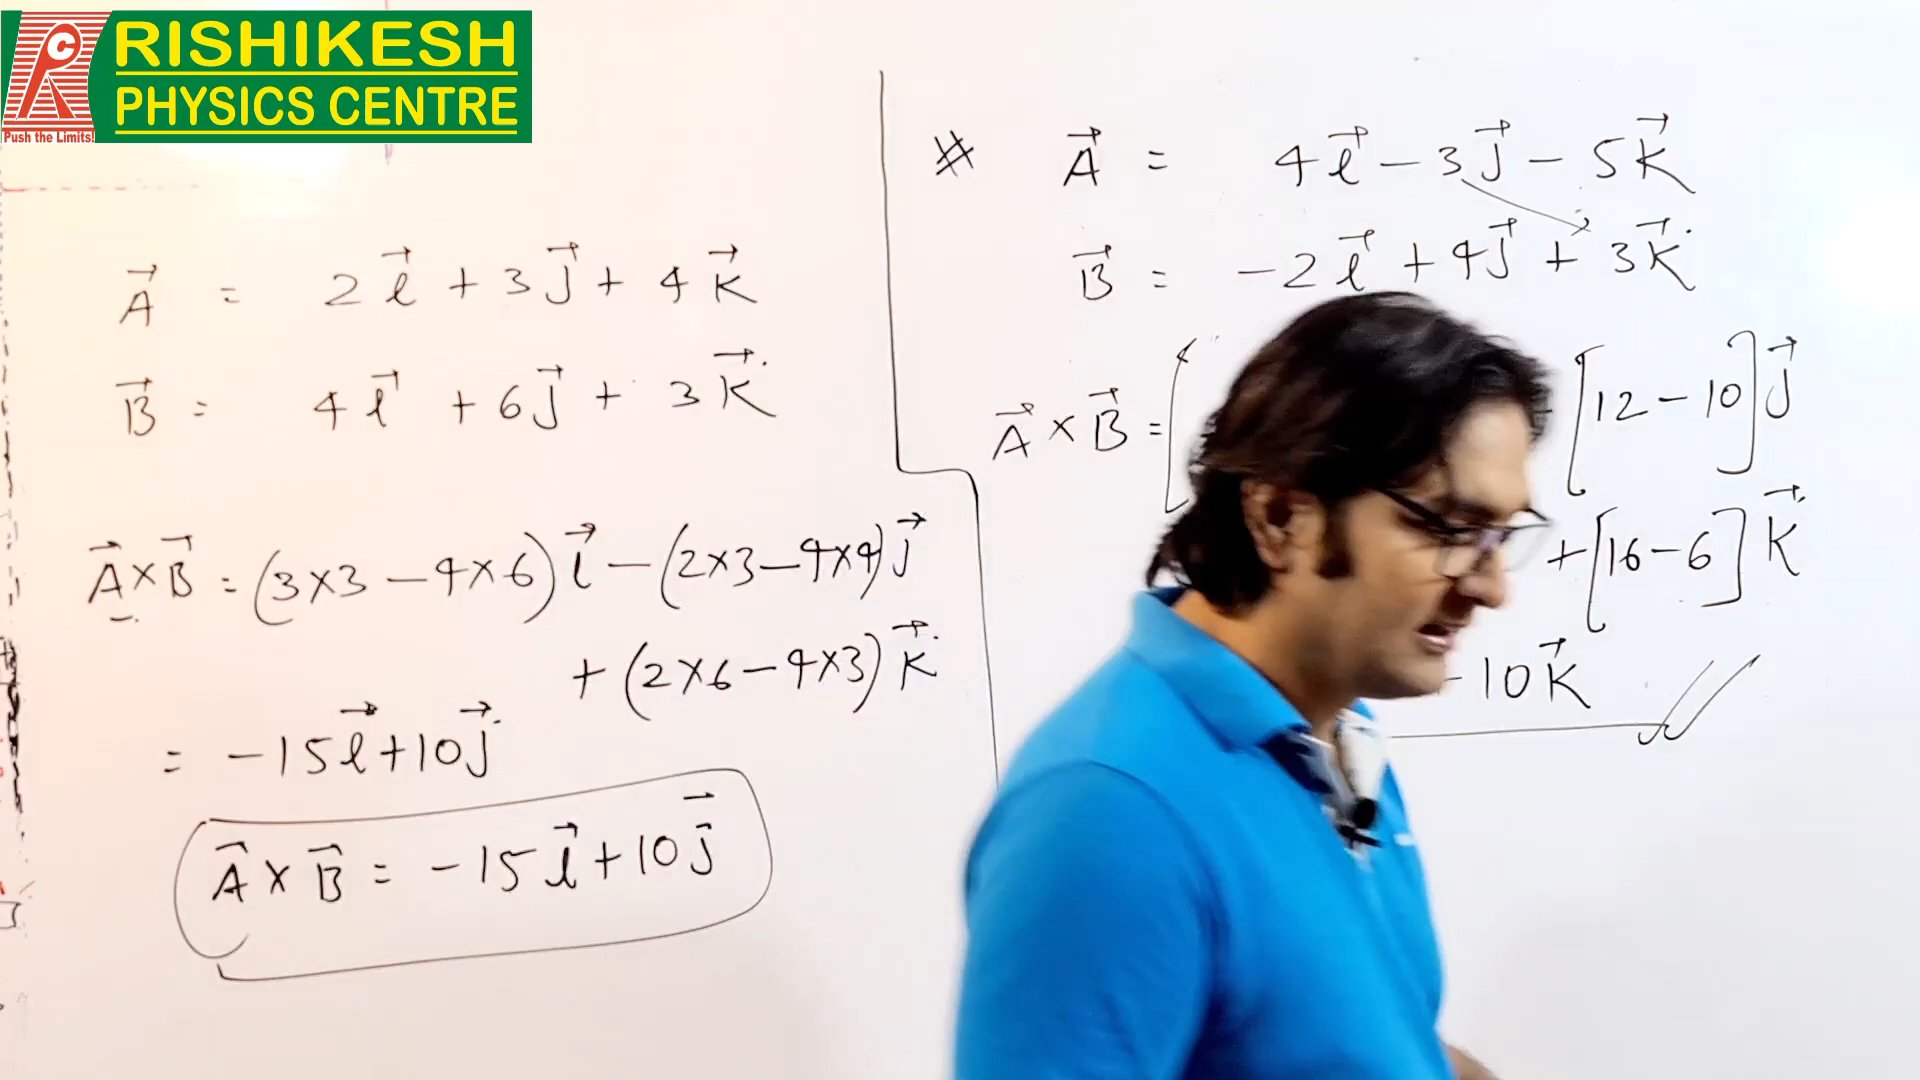 RISHIKESH
PHYSICS CENTRE
Push the Limits!
A⃗ = 2i⃗ + 3j⃗ + 4k⃗
B⃗ = 4i⃗ + 6j⃗ + 3k⃗
A⃗×B⃗ = (3×3 – 4×6)i⃗ – (2×3 – 4×4)j⃗
+ (2×6 – 4×3)k⃗
= –15i⃗ + 10j⃗
A⃗×B⃗ = –15i⃗ + 10j⃗
# A⃗ = 4i⃗ – 3j⃗ – 5k⃗
B⃗ = –2i⃗ + 4j⃗ + 3k⃗
A⃗×B⃗ = [ – [12 – 10]j⃗
+ [16 – 6]k⃗
10k⃗